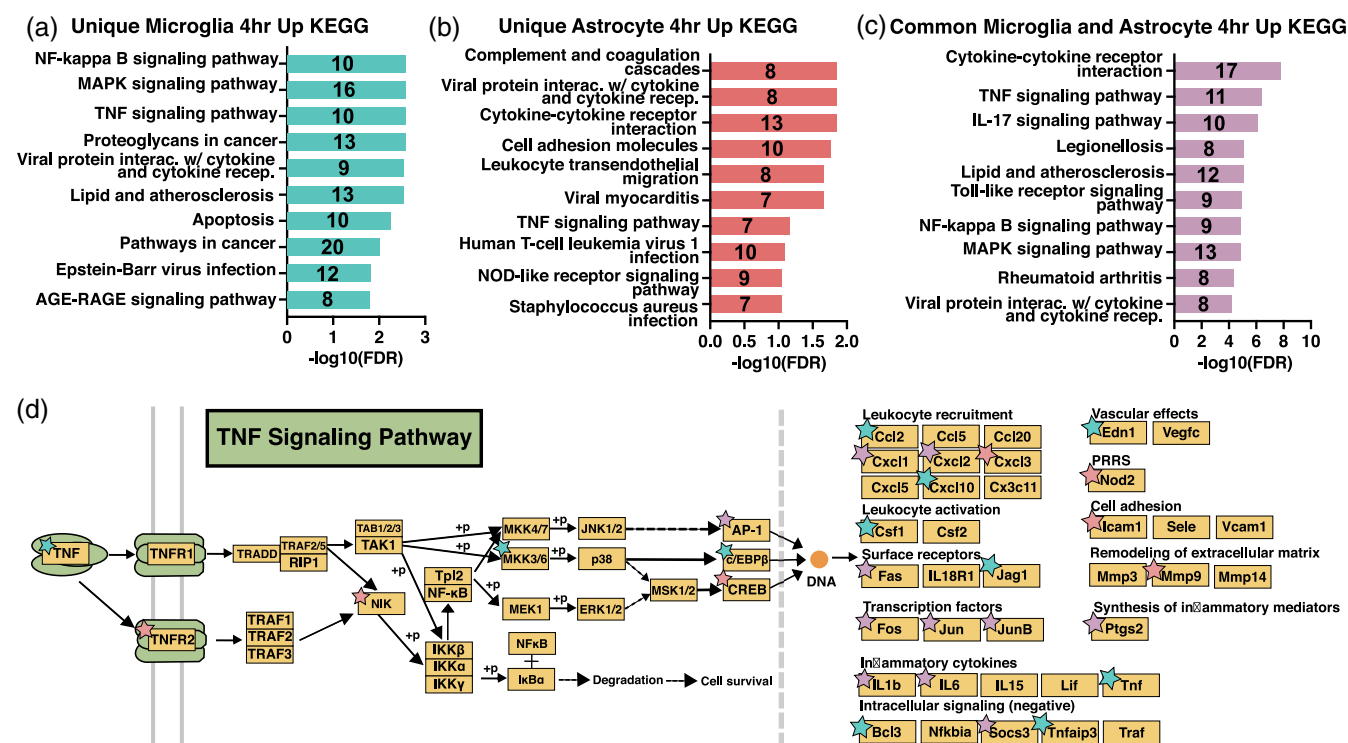 (a)
Unique Microglia 4hr Up KEGG
NF-kappa B signaling pathway
10
MAPK signaling pathway
16
TNF signaling pathway
10
Proteoglycans in cancer
13
Viral protein interac. w/ cytokine
and cytokine recep.
9
Lipid and atherosclerosis
13
Apoptosis
10
Pathways in cancer
20
Epstein-Barr virus infection
12
AGE-RAGE signaling pathway
8
0 1 2 3
-log10(FDR)
(b)
Unique Astrocyte 4hr Up KEGG
Complement and coagulation
cascades
8
Viral protein interac. w/ cytokine
and cytokine recep.
8
Cytokine-cytokine receptor
interaction
13
Cell adhesion molecules
10
Leukocyte transendothelial
migration
8
Viral myocarditis
7
TNF signaling pathway
7
Human T-cell leukemia virus 1
infection
10
NOD-like receptor signaling
pathway
9
Staphylococcus aureus
infection
7
0.0 0.5 1.0 1.5 2.0
-log10(FDR)
(c)
Common Microglia and Astrocyte 4hr Up KEGG
Cytokine-cytokine receptor
interaction
17
TNF signaling pathway
11
IL-17 signaling pathway
10
Legionellosis
8
Lipid and atherosclerosis
12
Toll-like receptor signaling
pathway
9
NF-kappa B signaling pathway
9
MAPK signaling pathway
13
Rheumatoid arthritis
8
Viral protein interac. w/ cytokine
and cytokine recep.
8
0 2 4 6 8 10
-log10(FDR)
(d)
TNF Signaling Pathway
TNF
TNFR1
TNFR2
TRADD
TRAF2/5
RIP1
TRAF1
TRAF2
TRAF3
TAB1/2/3
TAK1
NIK
+p
+p
+p
+p
Tpl2
NF-κB
IKKβ
IKKα
IKKγ
+p
MKK4/7
+p
JNK1/2
MKK3/6
+p
p38
+p
MEK1
+p
ERK1/2
MSK1/2
NFκB
IκBα
Degradation
Cell survival
AP-1
c/EBPβ
CREB
DNA
Leukocyte recruitment
Ccl2 Ccl5 Ccl20
Cxcl1 Cxcl2 Cxcl3
Cxcl5 Cxcl10 Cx3c11
Leukocyte activation
Csf1 Csf2
Surface receptors
Fas IL18R1 Jag1
Transcription factors
Fos Jun JunB
In▯ammatory cytokines
IL1b IL6 IL15 Lif Tnf
Intracellular signaling (negative)
Bcl3 Nfkbia Socs3 Tnfaip3 Traf
Vascular effects
Edn1 Vegfc
PRRS
Nod2
Cell adhesion
Icam1 Sele Vcam1
Remodeling of extracellular matrix
Mmp3 Mmp9 Mmp14
Synthesis of in▯ammatory mediators
Ptgs2